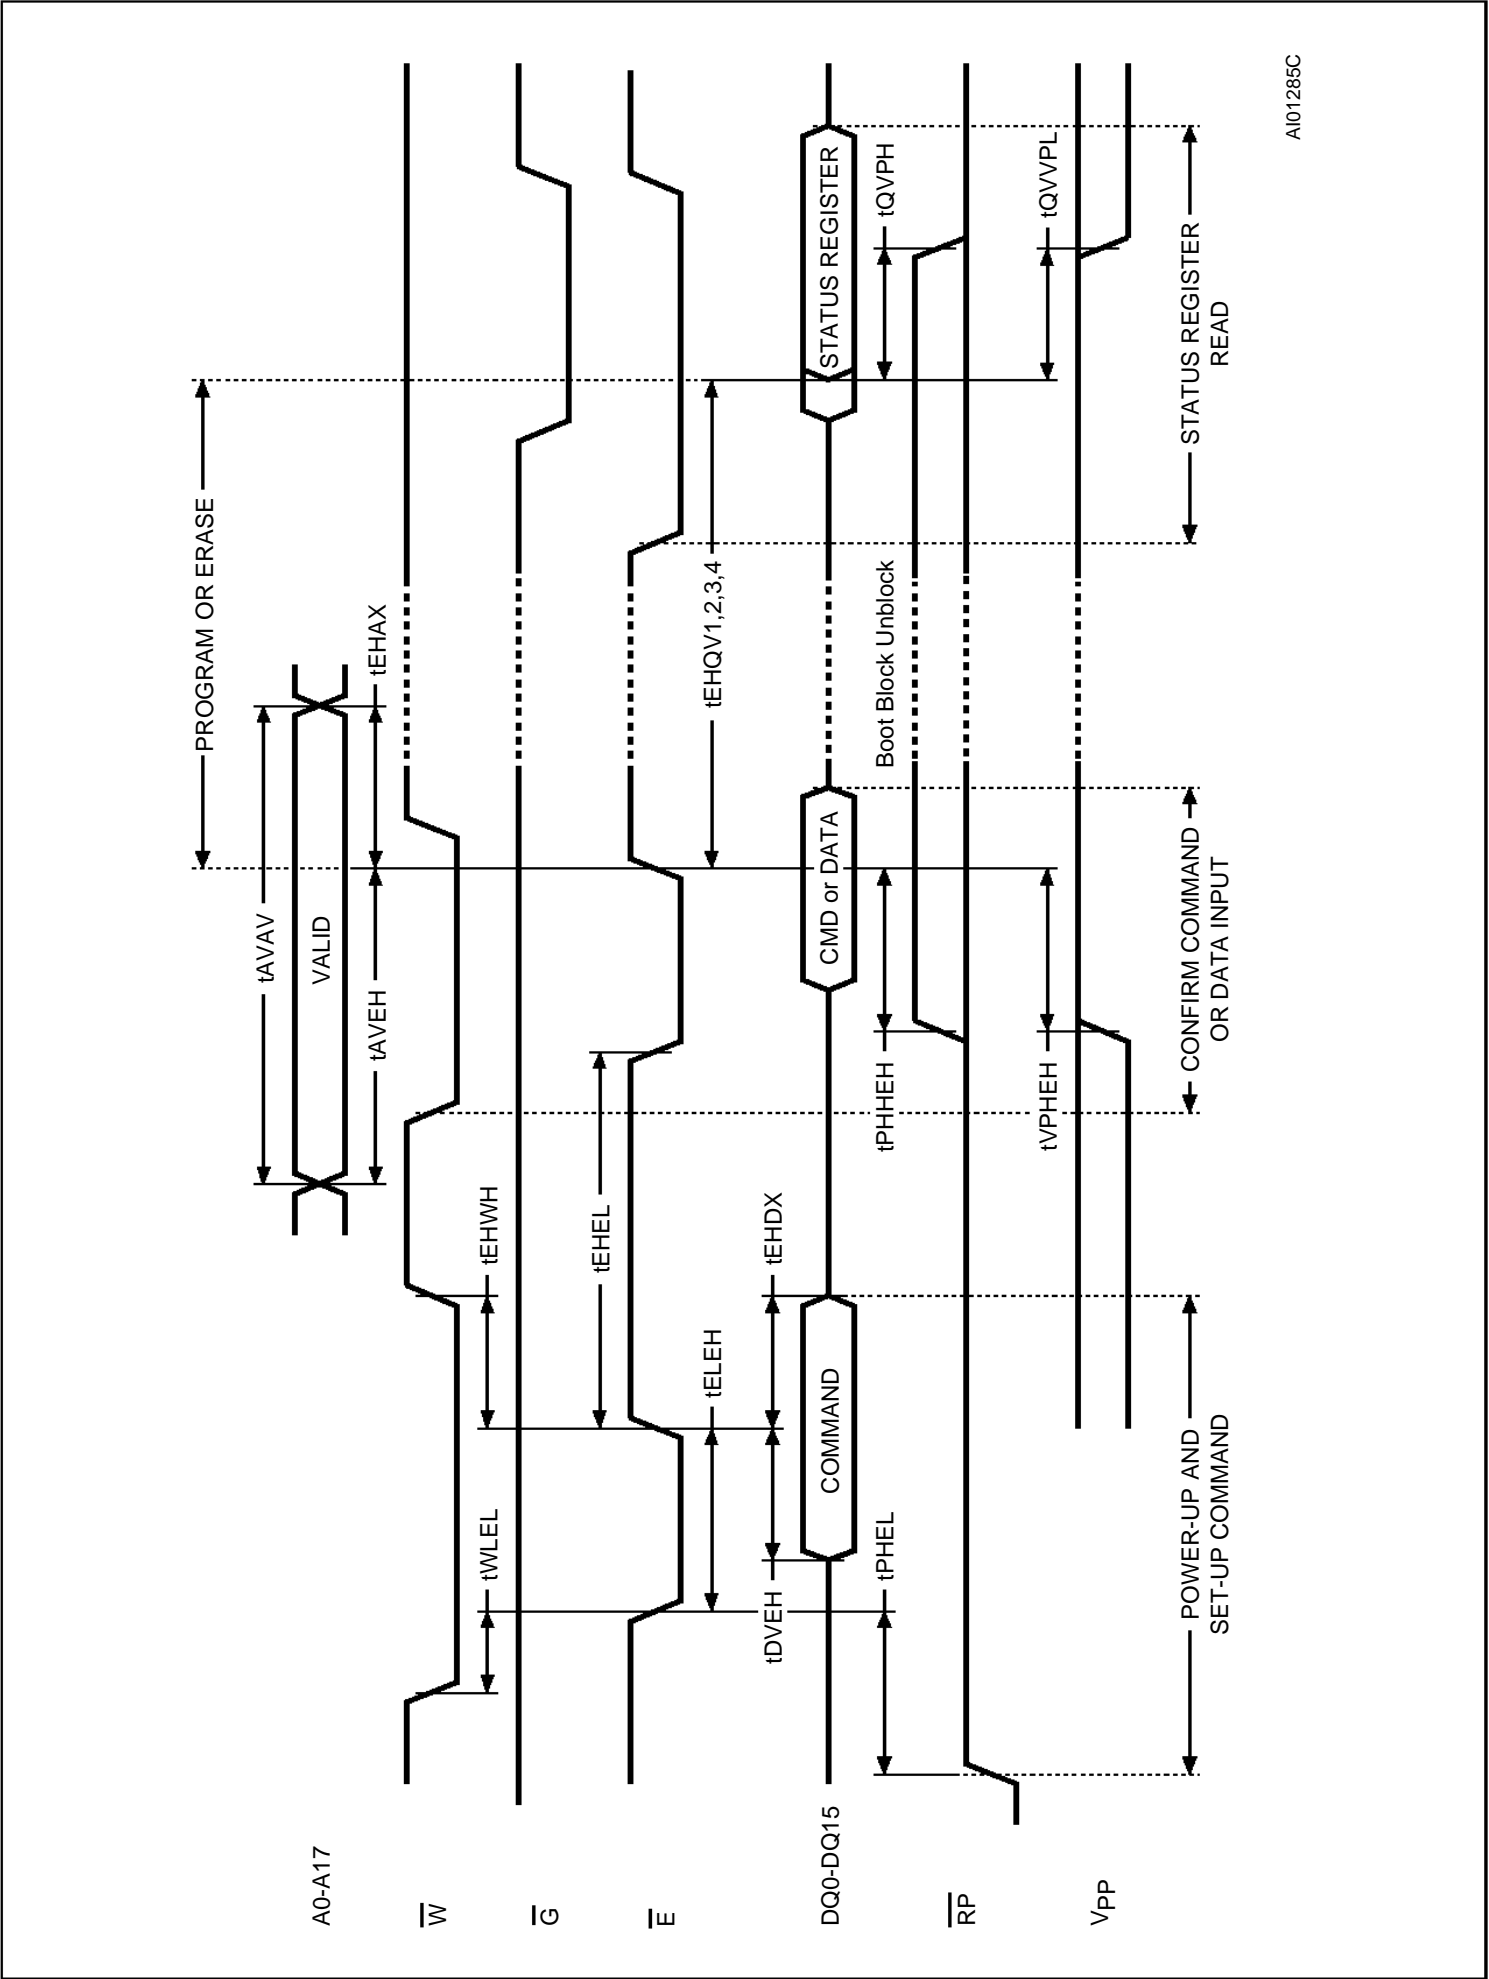 PROGRAM OR ERASE
tAVAV
A0-A17
VALID
tAVEH
tEHAX
W
tWLEL
tEHWH
G
tEHEL
E
tELEH
tEHQV1,2,3,4
tDVEH
tEHDX
DQ0-DQ15
COMMAND
CMD or DATA
STATUS REGISTER
tPHEL
tPHHEH
Boot Block Unblock
tQVPH
RP
tVPHEH
tQVVPL
VPP
POWER-UP AND
SET-UP COMMAND
CONFIRM COMMAND
OR DATA INPUT
STATUS REGISTER
READ
AI01285C